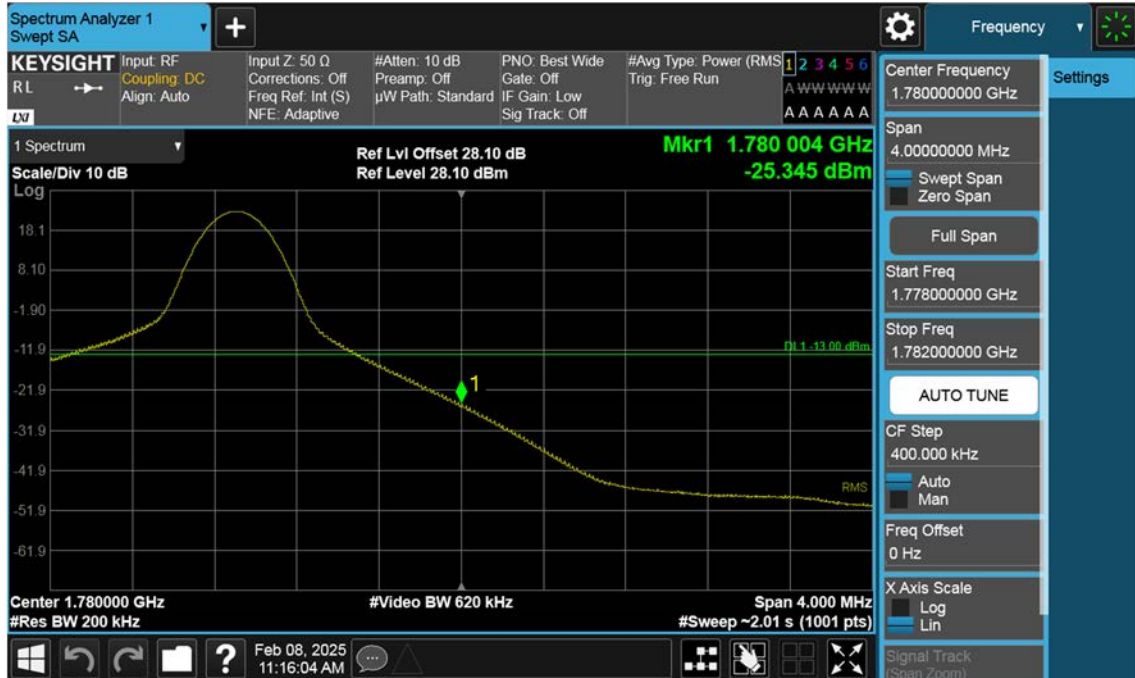 Spectrum Analyzer 1
Swept SA
Frequency
KEYSIGHT
R L
LXI
Input: RF
Coupling: DC
Align: Auto
Input Z: 50 Ω
Corrections: Off
Freq Ref: Int (S)
NFE: Adaptive
#Atten: 10 dB
Preamp: Off
µW Path: Standard
PNO: Best Wide
Gate: Off
IF Gain: Low
Sig Track: Off
#Avg Type: Power (RMS
Trig: Free Run
1 2 3 4 5 6
A W W W W W
A A A A A A
1 Spectrum
Scale/Div 10 dB
Log
Ref Lvl Offset 28.10 dB
Ref Level 28.10 dBm
Mkr1 1.780 004 GHz
-25.345 dBm
18.1
8.10
-1.90
-11.9
-21.9
-31.9
-41.9
-51.9
-61.9
DL1 -13.00 dBm
1
RMS
Center 1.780000 GHz
#Res BW 200 kHz
#Video BW 620 kHz
Span 4.000 MHz
#Sweep ~2.01 s (1001 pts)
Center Frequency
1.780000000 GHz
Settings
Span
4.00000000 MHz
Swept Span
Zero Span
Full Span
Start Freq
1.778000000 GHz
Stop Freq
1.782000000 GHz
AUTO TUNE
CF Step
400.000 kHz
Auto
Man
Freq Offset
0 Hz
X Axis Scale
Log
Lin
Signal Track
(Span Zoom)
?
Feb 08, 2025
11:16:04 AM